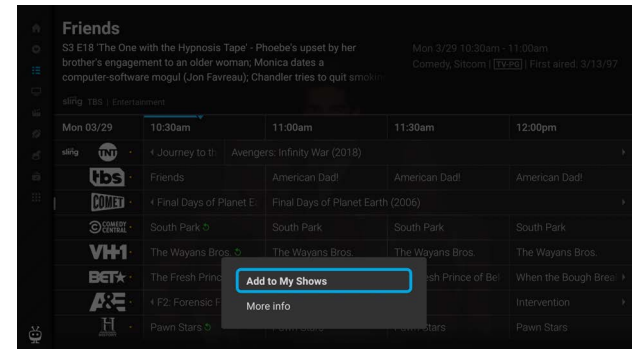 Friends
S3 E18 'The One with the Hypnosis Tape' - Phoebe's upset by her
brother's engagement to an older woman; Monica dates a
computer-software mogul (Jon Favreau); Chandler tries to quit smokin
Mon 3/29 10:30am - 11:00am
Comedy, Sitcom | TV-PG | First aired: 3/13/97
sling TBS | Entertainment
Mon 03/29 10:30am 11:00am 11:30am 12:00pm
sling TNT Journey to th Avengers: Infinity War (2018)
tbs Friends American Dad! American Dad! American Dad!
COMET Final Days of Planet E Final Days of Planet Earth (2006)
COMEDY CENTRAL South Park South Park South Park South Park
VH1 The Wayans Bros. The Wayans Bros. The Wayans Bros. The Wayans Bros.
BET The Fresh Princ esh Prince of Bel When the Bough Brea
A&E F2: Forensic F Intervention
H Pawn Stars Stars Pawn Stars
Add to My Shows
More info